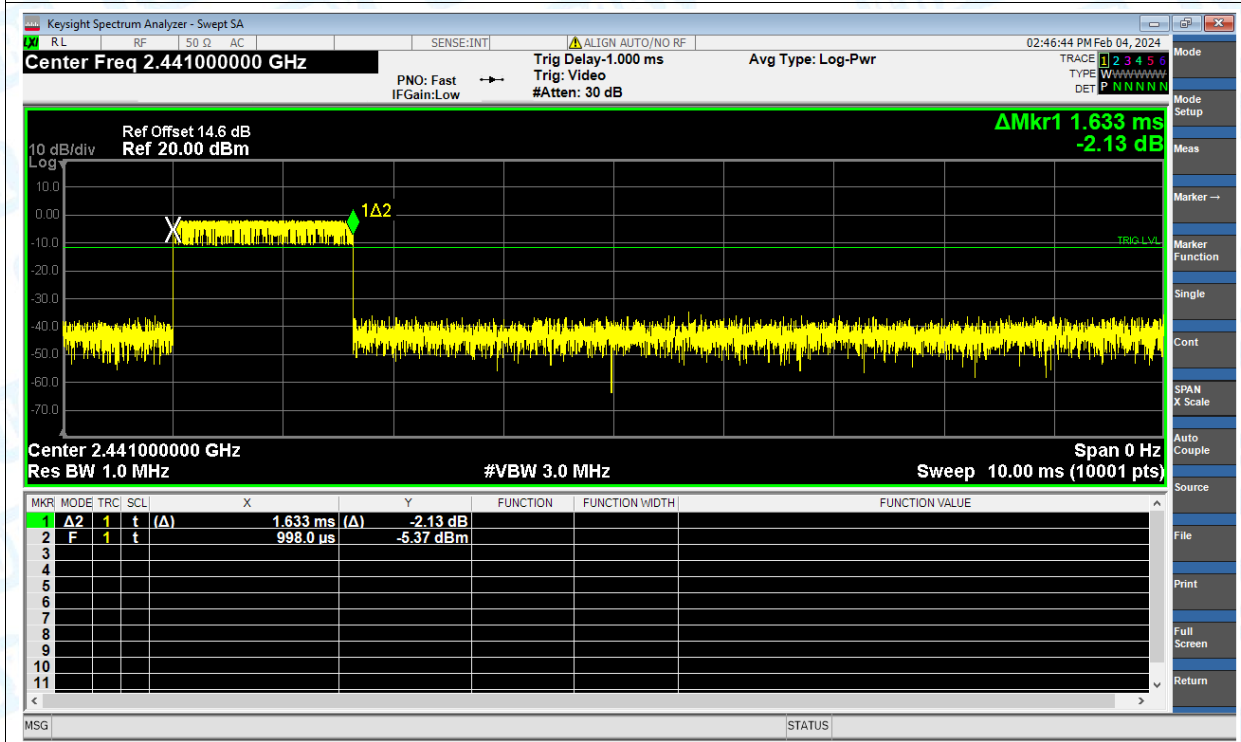 Keysight Spectrum Analyzer - Swept SA
LXI RL RF 50 Ω AC SENSE:INT ALIGN AUTO/NO RF 02:46:44 PM Feb 04, 2024
Center Freq 2.441000000 GHz
PNO: Fast
IFGain:Low
Trig Delay-1.000 ms
Trig: Video
#Atten: 30 dB
Avg Type: Log-Pwr
TRACE 1 2 3 4 5 6
TYPE WWWWWW
DET P N N N N N
ΔMkr1 1.633 ms
-2.13 dB
Ref Offset 14.6 dB
10 dB/div Ref 20.00 dBm
Log
10.0
0.00
-10.0
-20.0
-30.0
-40.0
-50.0
-60.0
-70.0
1Δ2
TRIG LVL
Center 2.441000000 GHz Span 0 Hz
Res BW 1.0 MHz #VBW 3.0 MHz Sweep 10.00 ms (10001 pts)
MKR MODE TRC SCL X Y FUNCTION FUNCTION WIDTH FUNCTION VALUE
1 Δ2 1 t (Δ) 1.633 ms (Δ) -2.13 dB
2 F 1 t 998.0 µs -5.37 dBm
3
4
5
6
7
8
9
10
11
MSG STATUS
Mode
Mode
Setup
Meas
Marker→
Marker
Function
Single
Cont
SPAN
X Scale
Auto
Couple
Source
File
Print
Full
Screen
Return